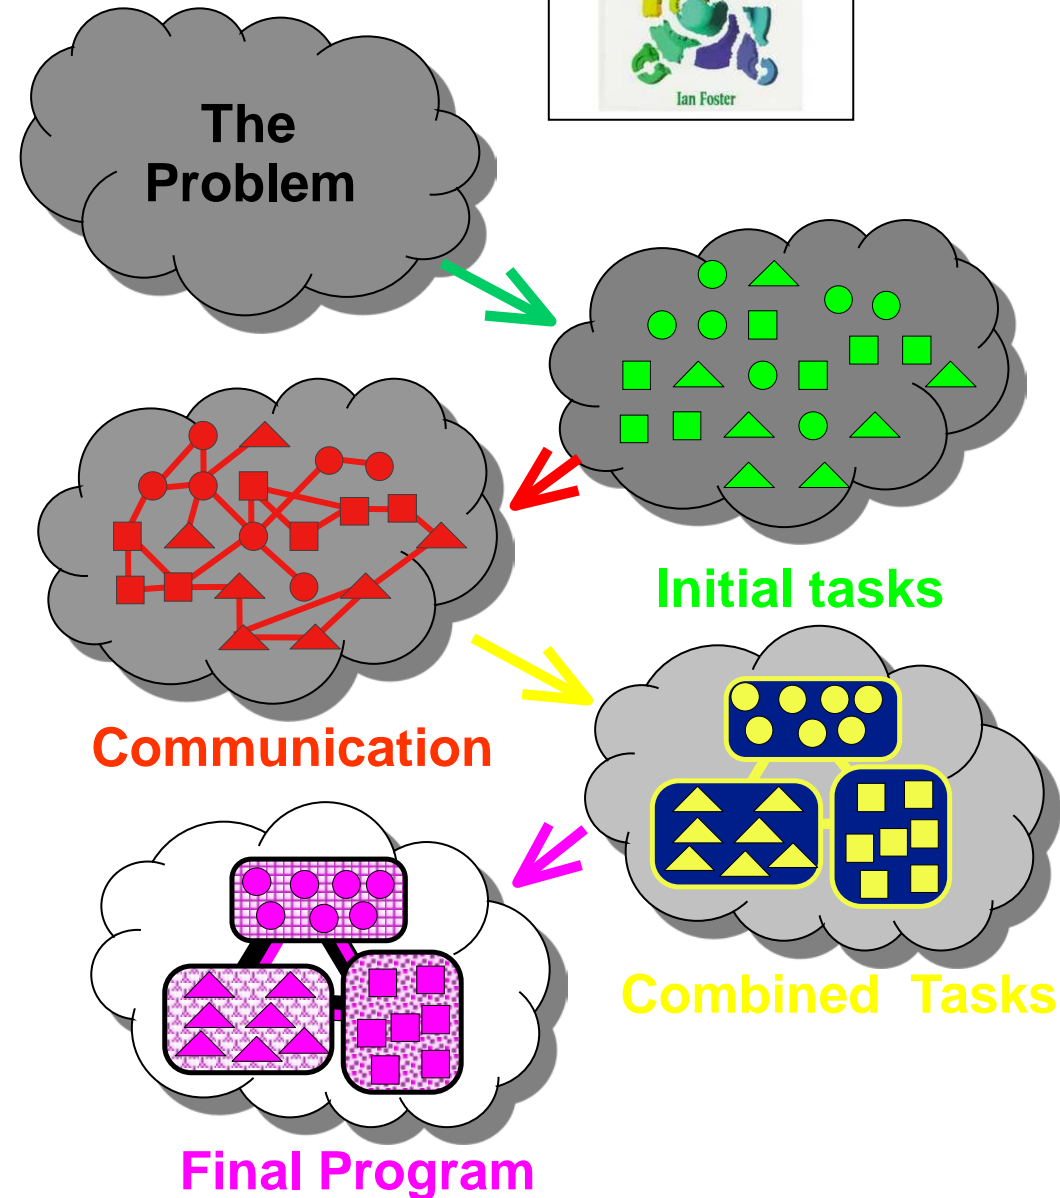 Ian Foster
The
Problem
Initial tasks
Communication
Combined Tasks
Final Program